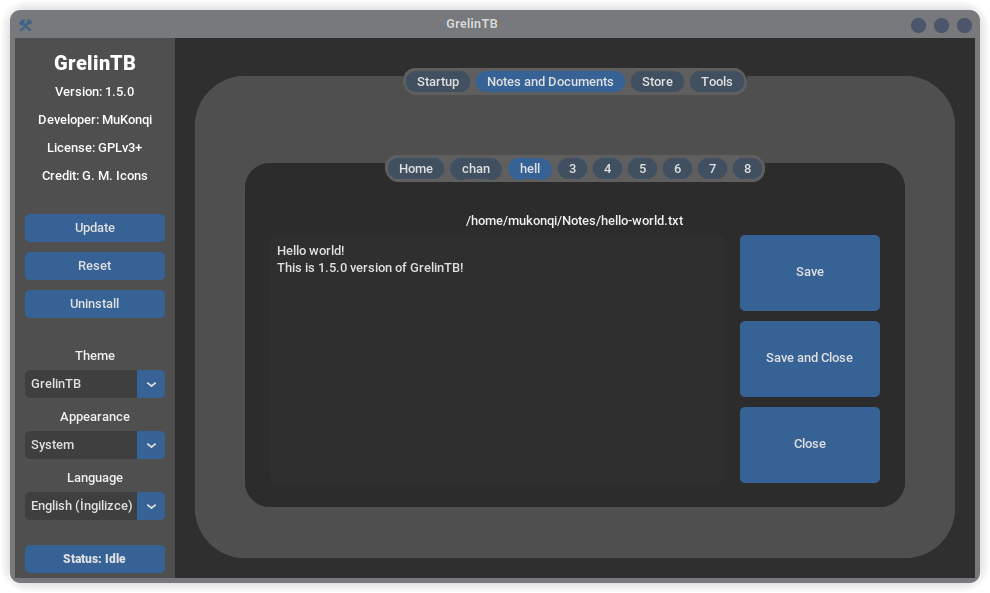 GrelinTB
GrelinTB
Version: 1.5.0
Developer: MuKonqi
License: GPLv3+
Credit: G. M. Icons
Update
Reset
Uninstall
Theme
GrelinTB
Appearance
System
Language
English (İngilizce)
Status: Idle
Startup Notes and Documents Store Tools
Home chan hell 3 4 5 6 7 8
/home/mukonqi/Notes/hello-world.txt
Hello world!
This is 1.5.0 version of GrelinTB!
Save
Save and Close
Close